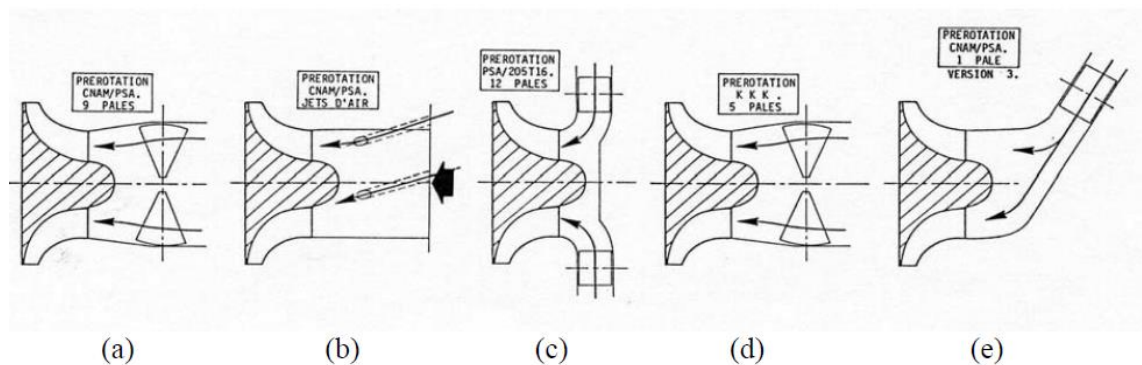 PREROTATION
CNAM/PSA.
9 PALES
PREROTATION
CNAM/PSA.
JETS D'AIR
PREROTATION
PSA/205T16.
12 PALES
PREROTATION
K K K .
5 PALES
PREROTATION
CNAM/PSA.
1 PALE
VERSION 3.
(a)
(b)
(c)
(d)
(e)